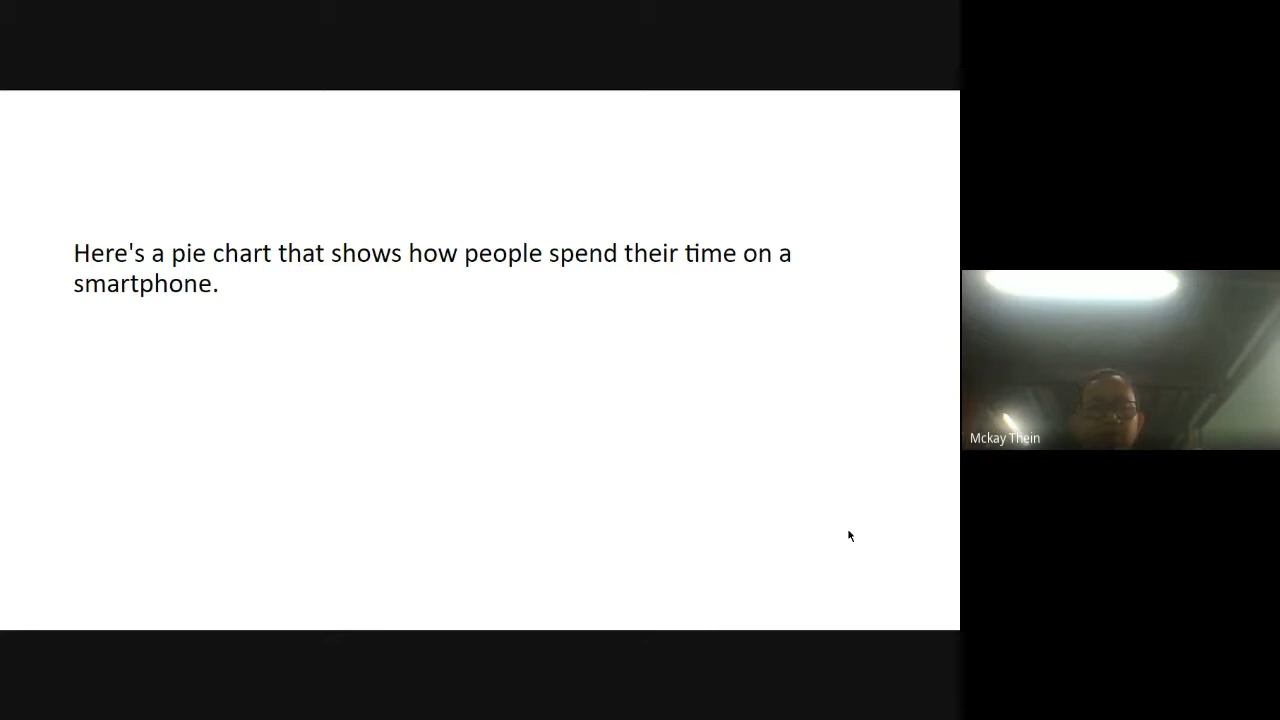 Here's a pie chart that shows how people spend their time on a
smartphone.
Mckay Thein